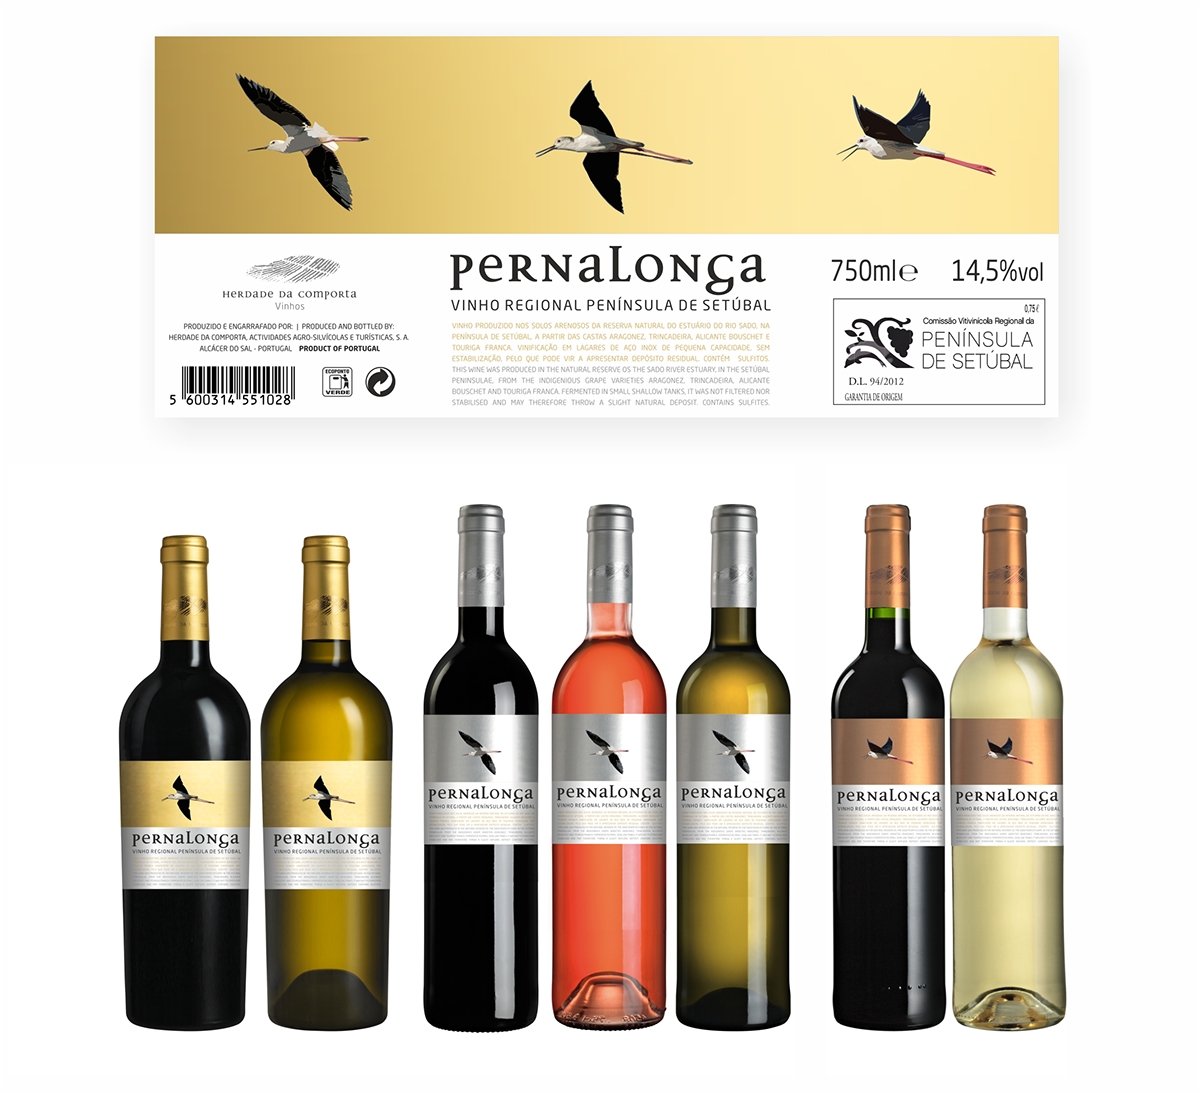 HERDADE DA COMPORTA
Vinhos
PRODUZIDO E ENGARRAFADO POR: | PRODUCED AND BOTTLED BY:
HERDADE DA COMPORTA, ACTIVIDADES AGRO-SILVÍCOLAS E TURÍSTICAS, S. A.
ALCÁCER DO SAL - PORTUGAL PRODUCT OF PORTUGAL
5 600314 551028
ECOPONTO
VERDE
PERNALONGA
VINHO REGIONAL PENÍNSULA DE SETÚBAL
VINHO PRODUZIDO NOS SOLOS ARENOSOS DA RESERVA NATURAL DO ESTUÁRIO DO RIO SADO, NA
PENÍNSULA DE SETÚBAL, A PARTIR DAS CASTAS ARAGONEZ, TRINCADEIRA, ALICANTE BOUSCHET E
TOURIGA FRANCA. VINIFICAÇÃO EM LAGARES DE AÇO INOX DE PEQUENA CAPACIDADE. SEM
ESTABILIZAÇÃO, PELO QUE PODE VIR A APRESENTAR DEPÓSITO RESIDUAL. CONTÉM SULFITOS.
THIS WINE WAS PRODUCED IN THE NATURAL RESERVE OS THE SADO RIVER ESTUARY, IN THE SETÚBAL
PENINSULAE, FROM THE INDIGENIOUS GRAPE VARIETIES ARAGONEZ, TRINCADEIRA, ALICANTE
BOUSCHET AND TOURIGA FRANCA. FERMENTED IN SMALL SHALLOW TANKS, IT WAS NOT FILTERED NOR
STABILISED AND MAY THEREFORE THROW A SLIGHT NATURAL DEPOSIT. CONTAINS SULFITES.
750ml℮ 14,5%vol
0,75ℓ
Comissão Vitivinícola Regional da
PENÍNSULA
DE SETÚBAL
D.L. 94/2012
GARANTIA DE ORIGEM
PERNALONGA
VINHO REGIONAL PENÍNSULA DE SETÚBAL
PERNALONGA
VINHO REGIONAL PENÍNSULA DE SETÚBAL
PERNALONGA
VINHO REGIONAL PENÍNSULA DE SETÚBAL
PERNALONGA
VINHO REGIONAL PENÍNSULA DE SETÚBAL
PERNALONGA
VINHO REGIONAL PENÍNSULA DE SETÚBAL
PERNALONGA
VINHO REGIONAL PENÍNSULA DE SETÚBAL
PERNALONGA
VINHO REGIONAL PENÍNSULA DE SETÚBAL